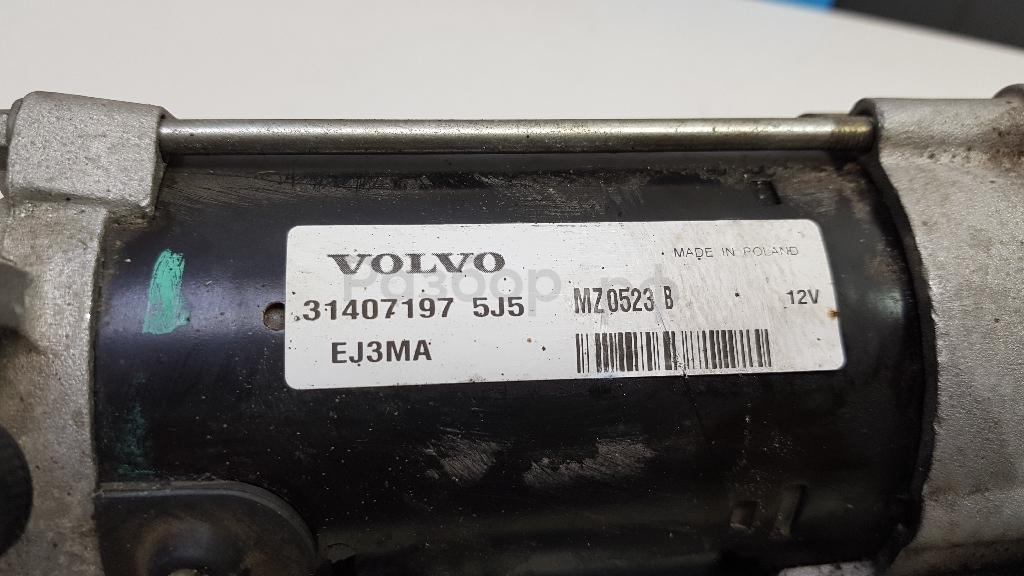 VOLVO
MADE IN POLAND
31407197 5J5
MZ0523 B
12V
EJ3MA